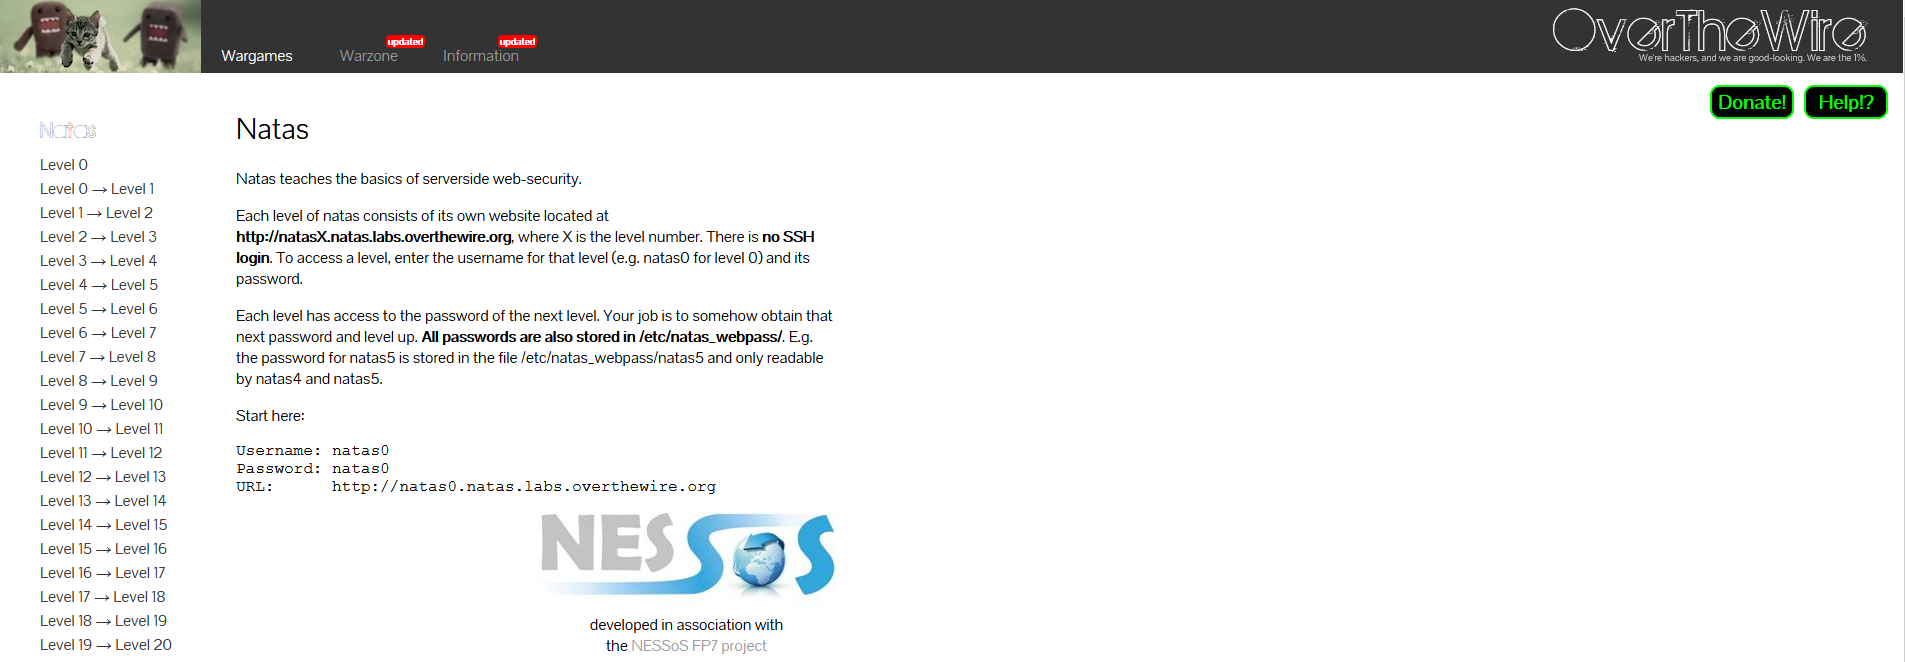 Wargames
Warzone
updated
Information
updated
OverTheWire
We're hackers, and we are good-looking. We are the 1%.
Donate!
Help!?
Natas
Level 0
Level 0 → Level 1
Level 1 → Level 2
Level 2 → Level 3
Level 3 → Level 4
Level 4 → Level 5
Level 5 → Level 6
Level 6 → Level 7
Level 7 → Level 8
Level 8 → Level 9
Level 9 → Level 10
Level 10 → Level 11
Level 11 → Level 12
Level 12 → Level 13
Level 13 → Level 14
Level 14 → Level 15
Level 15 → Level 16
Level 16 → Level 17
Level 17 → Level 18
Level 18 → Level 19
Level 19 → Level 20
Natas
Natas teaches the basics of serverside web-security.
Each level of natas consists of its own website located at
http://natasX.natas.labs.overthewire.org, where X is the level number. There is no SSH
login. To access a level, enter the username for that level (e.g. natas0 for level 0) and its
password.
Each level has access to the password of the next level. Your job is to somehow obtain that
next password and level up. All passwords are also stored in /etc/natas_webpass/. E.g.
the password for natas5 is stored in the file /etc/natas_webpass/natas5 and only readable
by natas4 and natas5.
Start here:
Username: natas0
Password: natas0
URL:      http://natas0.natas.labs.overthewire.org
NESSOS
developed in association with
the NESSoS FP7 project